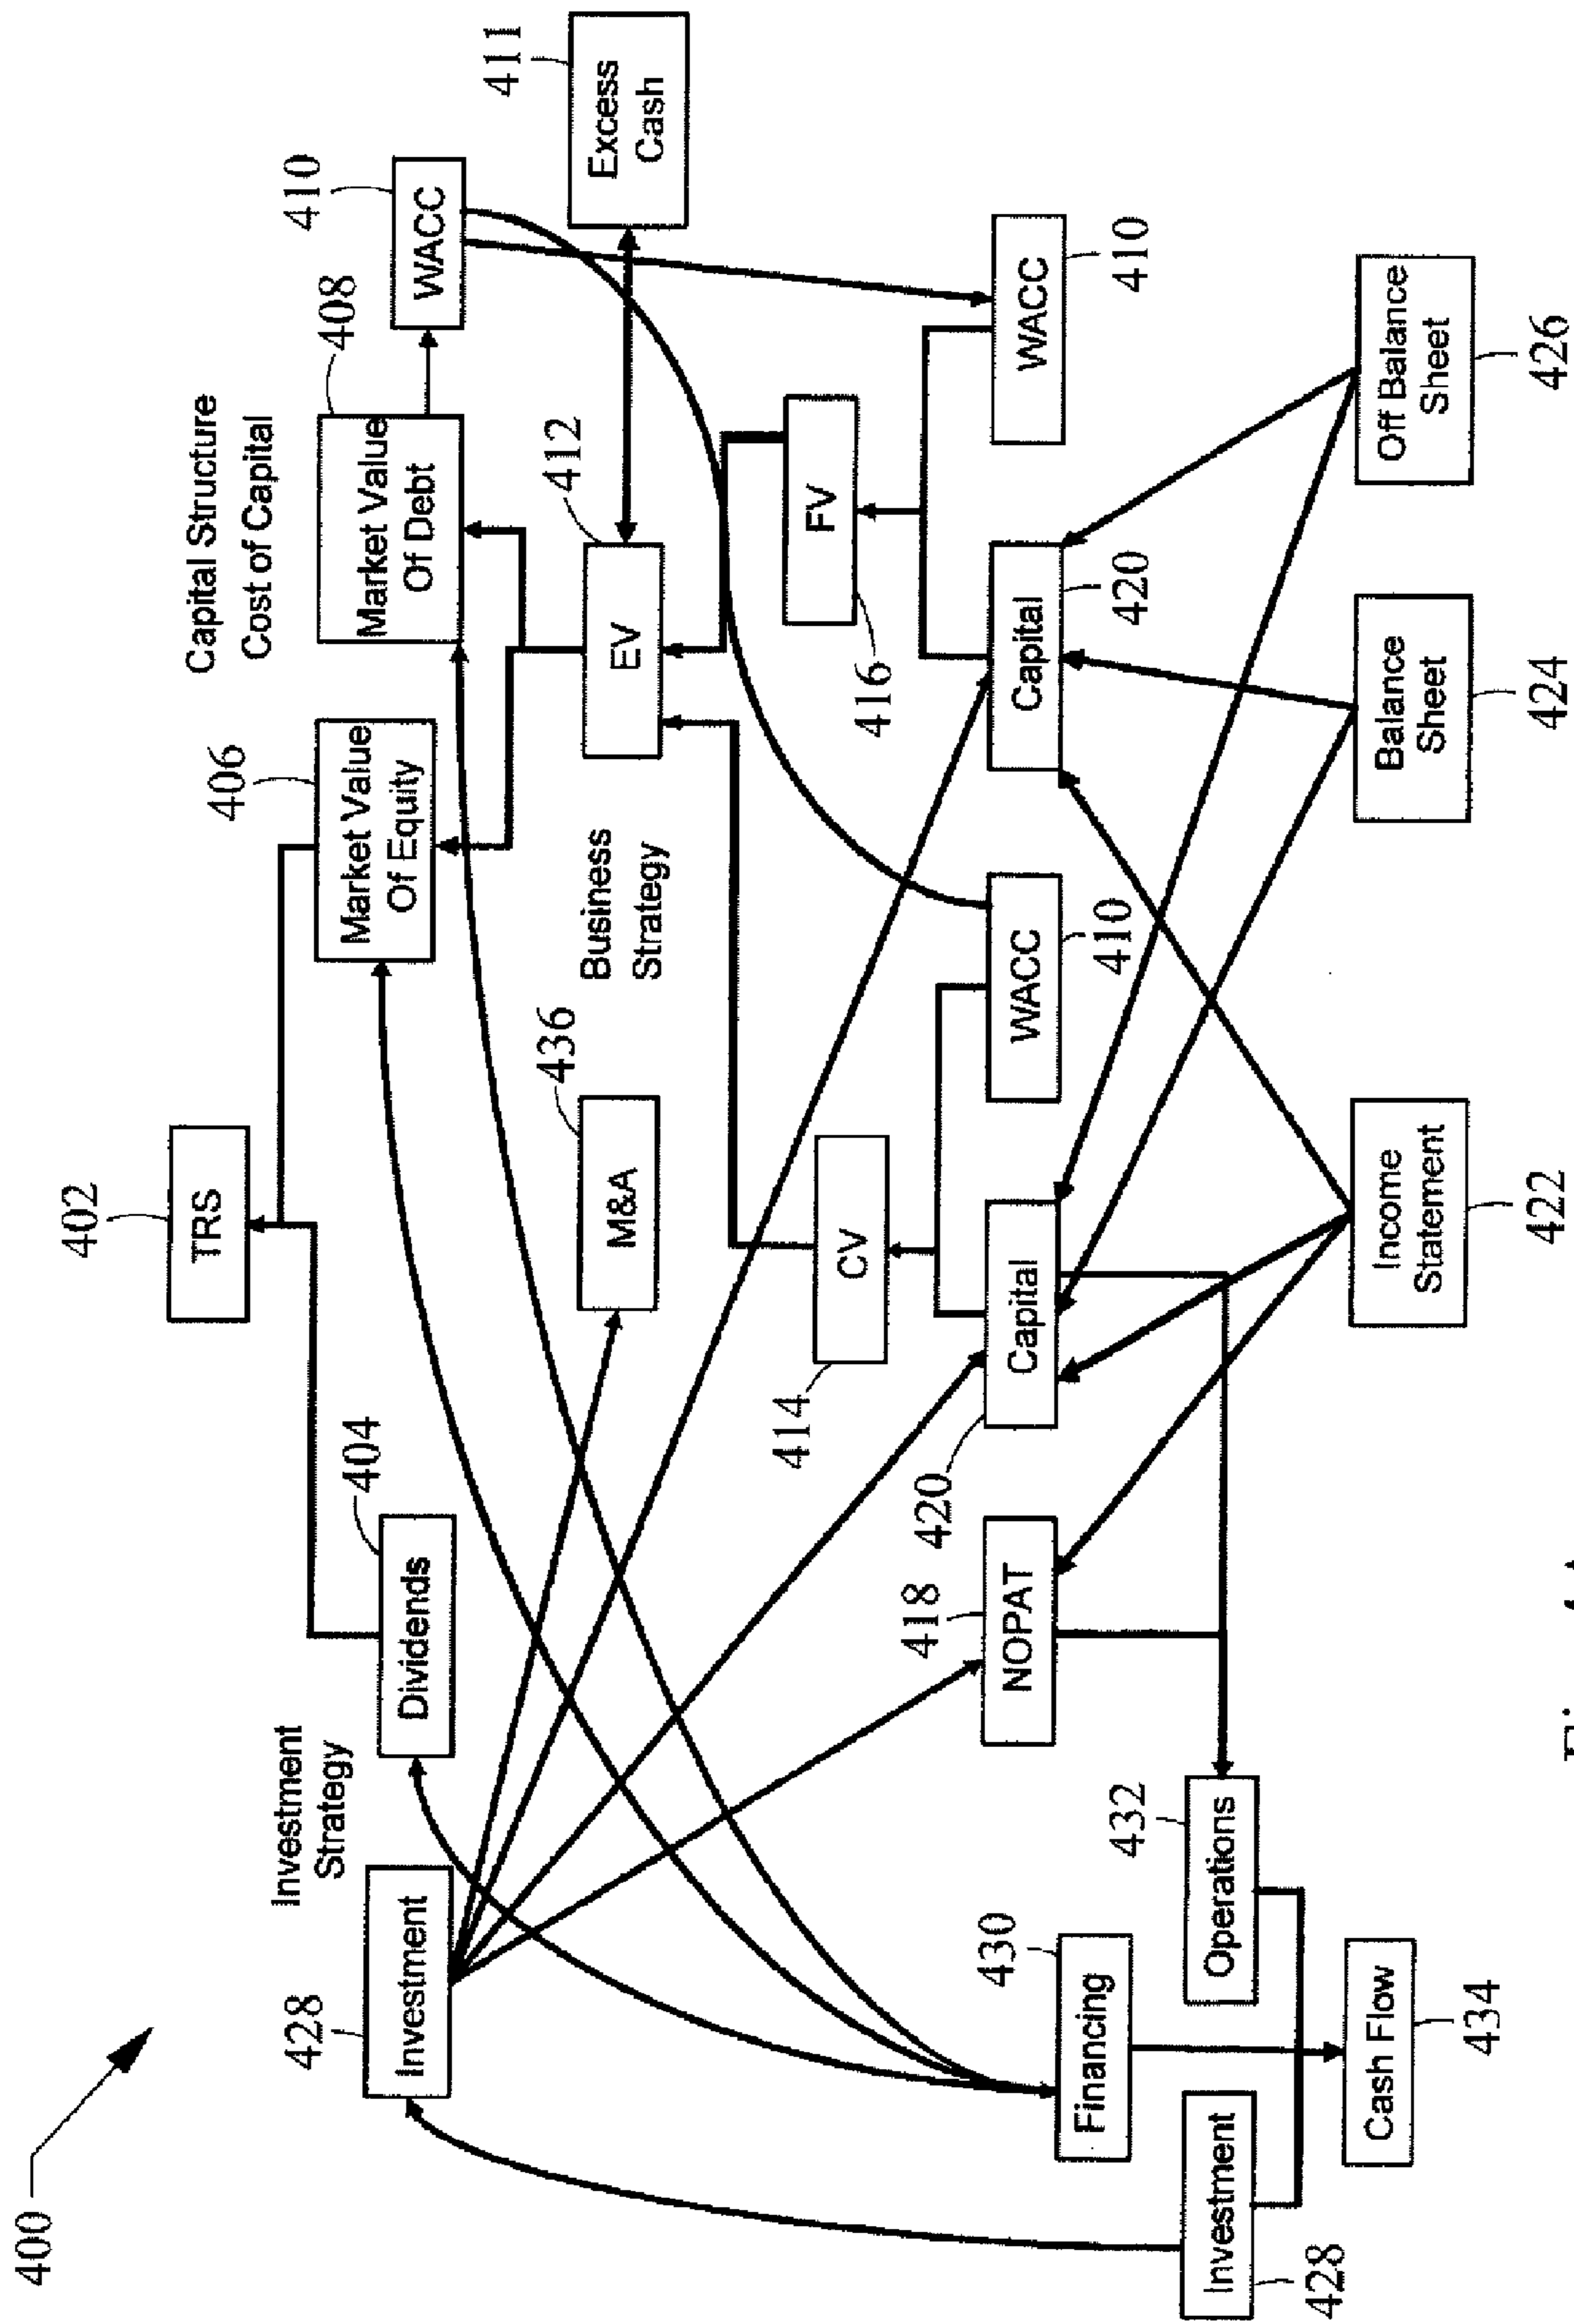 400
402
TRS
Capital Structure
Cost of Capital
406
408
410
Investment
Strategy
428
404
Investment
Dividends
Market Value
Of Equity
Market Value
Of Debt
WACC
411
436
412
M&A
Business
Strategy
EV
Excess
Cash
414
CV
416
FV
418
420
NOPAT
Capital
WACC
410
Capital
420
WACC
410
430
Financing
432
Investment
428
Operations
Cash Flow
434
Income
Statement
422
Balance
Sheet
424
Off Balance
Sheet
426